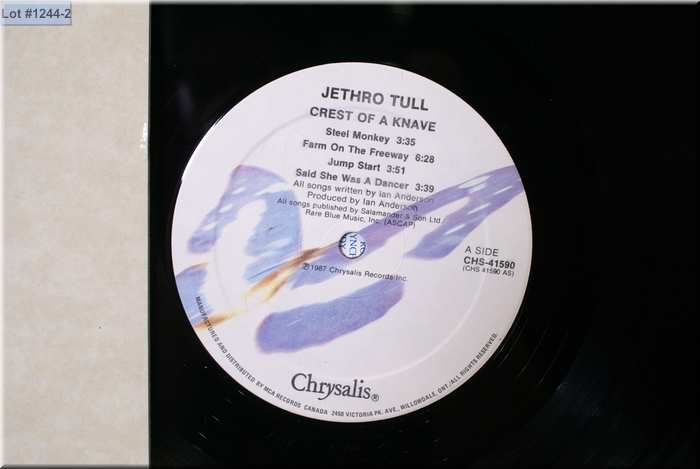 Lot #1244-2
JETHRO TULL
CREST OF A KNAVE
Steel Monkey 3:35
Farm On The Freeway 6:28
Jump Start 3:51
Said She Was A Dancer 3:39
All songs written by Ian Anderson
Produced by Ian Anderson
All songs published by Salamander & Son Ltd./
Rare Blue Music, Inc. (ASCAP)
A SIDE
CHS-41590
(CHS 41590 AS)
℗1987 Chrysalis Records Inc.
Chrysalis®
MANUFACTURED AND DISTRIBUTED BY MCA RECORDS CANADA 2450 VICTORIA PK. AVE. WILLOWDALE, ONT./ALL RIGHTS RESERVED.